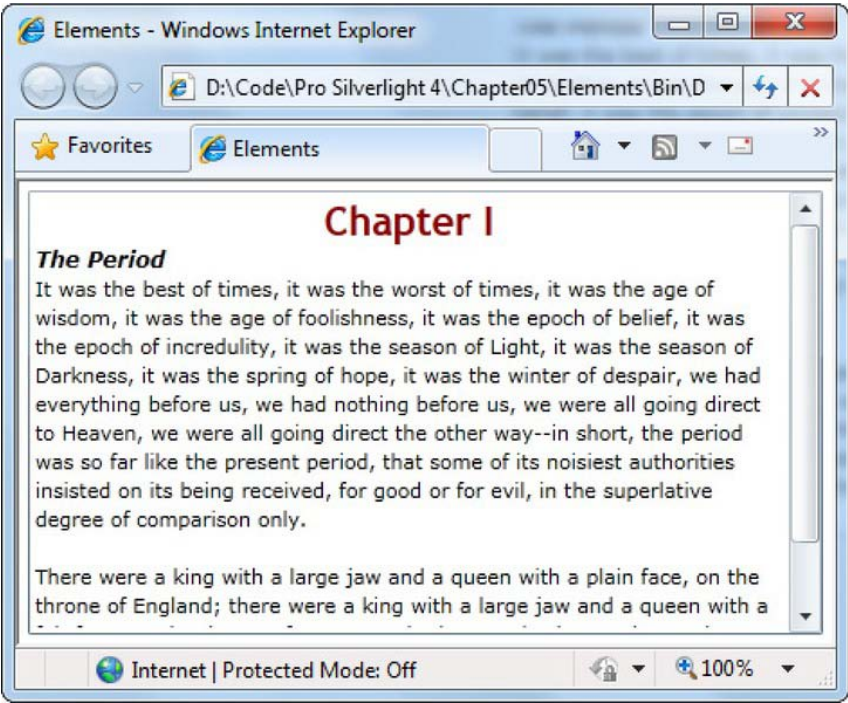 Elements - Windows Internet Explorer
D:\Code\Pro Silverlight 4\Chapter05\Elements\Bin\D
Favorites
Elements
Chapter I
The Period
It was the best of times, it was the worst of times, it was the age of
wisdom, it was the age of foolishness, it was the epoch of belief, it was
the epoch of incredulity, it was the season of Light, it was the season of
Darkness, it was the spring of hope, it was the winter of despair, we had
everything before us, we had nothing before us, we were all going direct
to Heaven, we were all going direct the other way--in short, the period
was so far like the present period, that some of its noisiest authorities
insisted on its being received, for good or for evil, in the superlative
degree of comparison only.
There were a king with a large jaw and a queen with a plain face, on the
throne of England; there were a king with a large jaw and a queen with a
Internet | Protected Mode: Off
100%